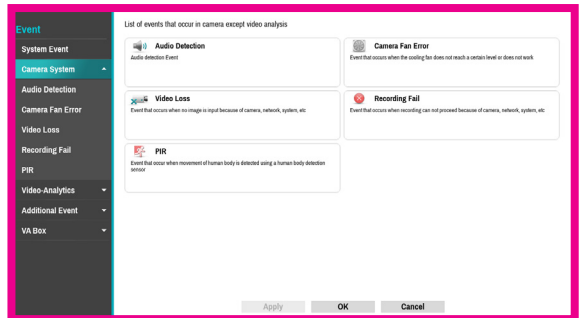 Event
System Event
Camera System
Audio Detection
Camera Fan Error
Video Loss
Recording Fail
PIR
Video-Analytics
Additional Event
VA Box
List of events that occur in camera except video analysis
Audio Detection
Audio detection Event
Camera Fan Error
Event that occurs when the cooling fan does not reach a certain level or does not work
Video Loss
Event that occurs when no image is input because of camera, network, system, etc
Recording Fail
Event that occurs when recording can not proceed because of camera, network, system, etc
PIR
Event that occur when movement of human body is detected using a human body detection
sensor
Apply
OK
Cancel